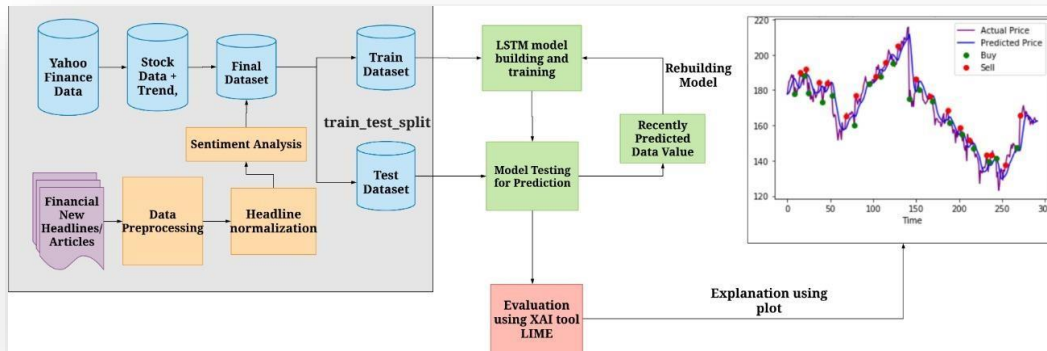 Yahoo
Finance
Data
Stock
Data +
Trend,
Final
Dataset
Train
Dataset
train_test_split
Test
Dataset
Sentiment Analysis
Financial
New
Headlines/
Articles
Data
Preprocessing
Headline
normalization
LSTM model
building and
training
Rebuilding
Model
Recently
Predicted
Data Value
Model Testing
for Prediction
Evaluation
using XAI tool
LIME
Explanation using
plot
220
200
180
160
140
120
Actual Price
Predicted Price
Buy
Sell
0 50 100 150 200 250 300
Time